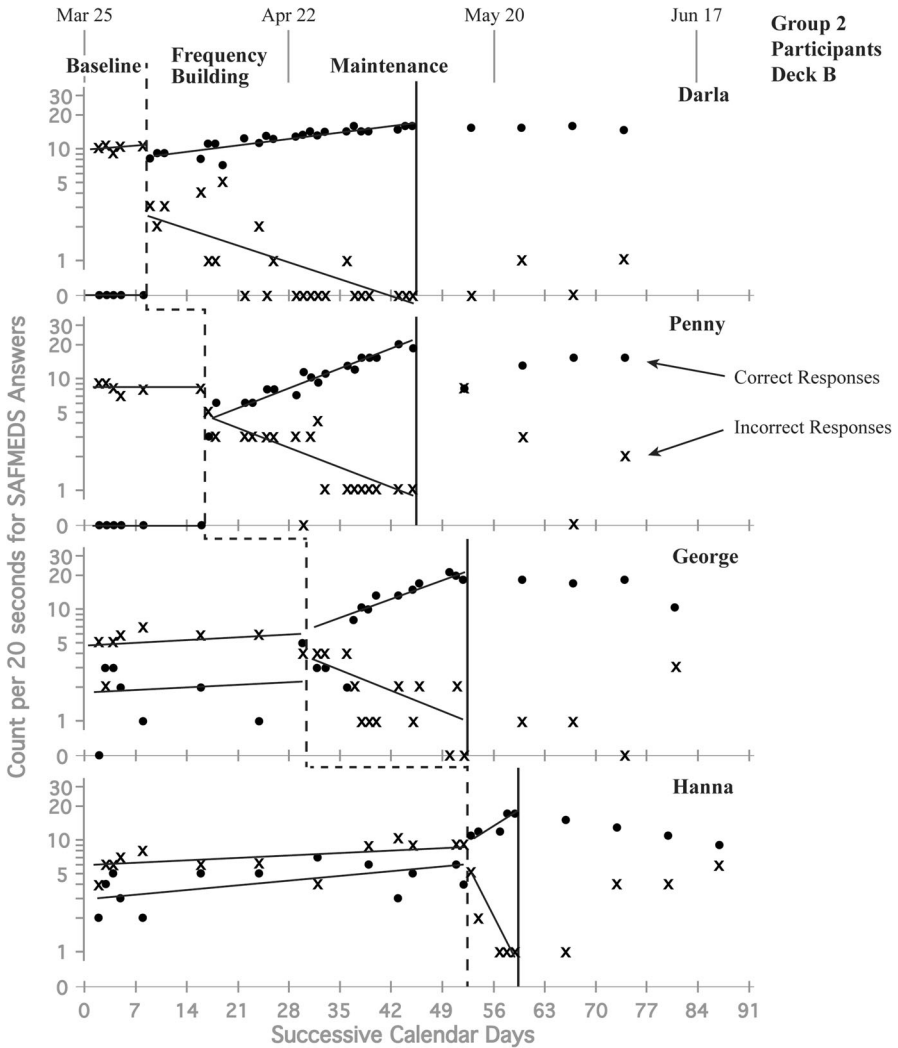 Mar 25 Apr 22 May 20 Jun 17
Group 2
Participants
Deck B
Baseline
Frequency
Building
Maintenance
Darla
30
20
10
5
1
0
Penny
30
20
10
5
1
0
Correct Responses
Incorrect Responses
George
30
20
10
5
1
0
Hanna
30
20
10
5
1
0
0 7 14 21 28 35 42 49 56 63 70 77 84 91
Successive Calendar Days
Count per 20 seconds for SAFMEDS Answers